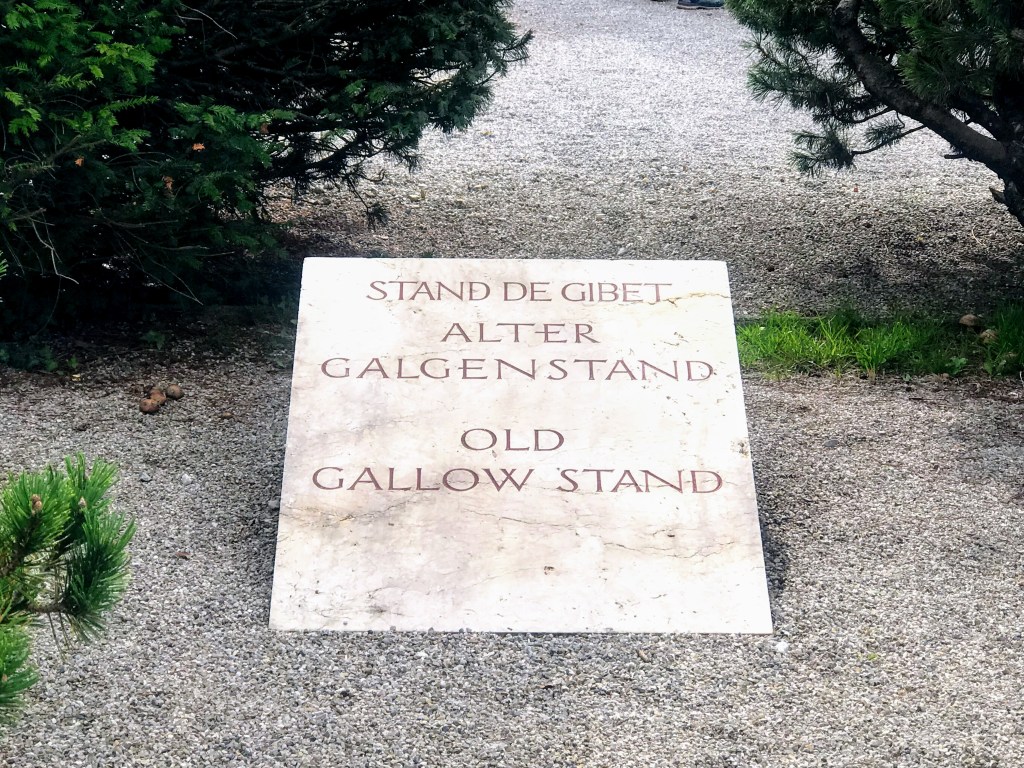 STAND DE GIBET
ALTER
GALGENSTAND
OLD
GALLOW STAND